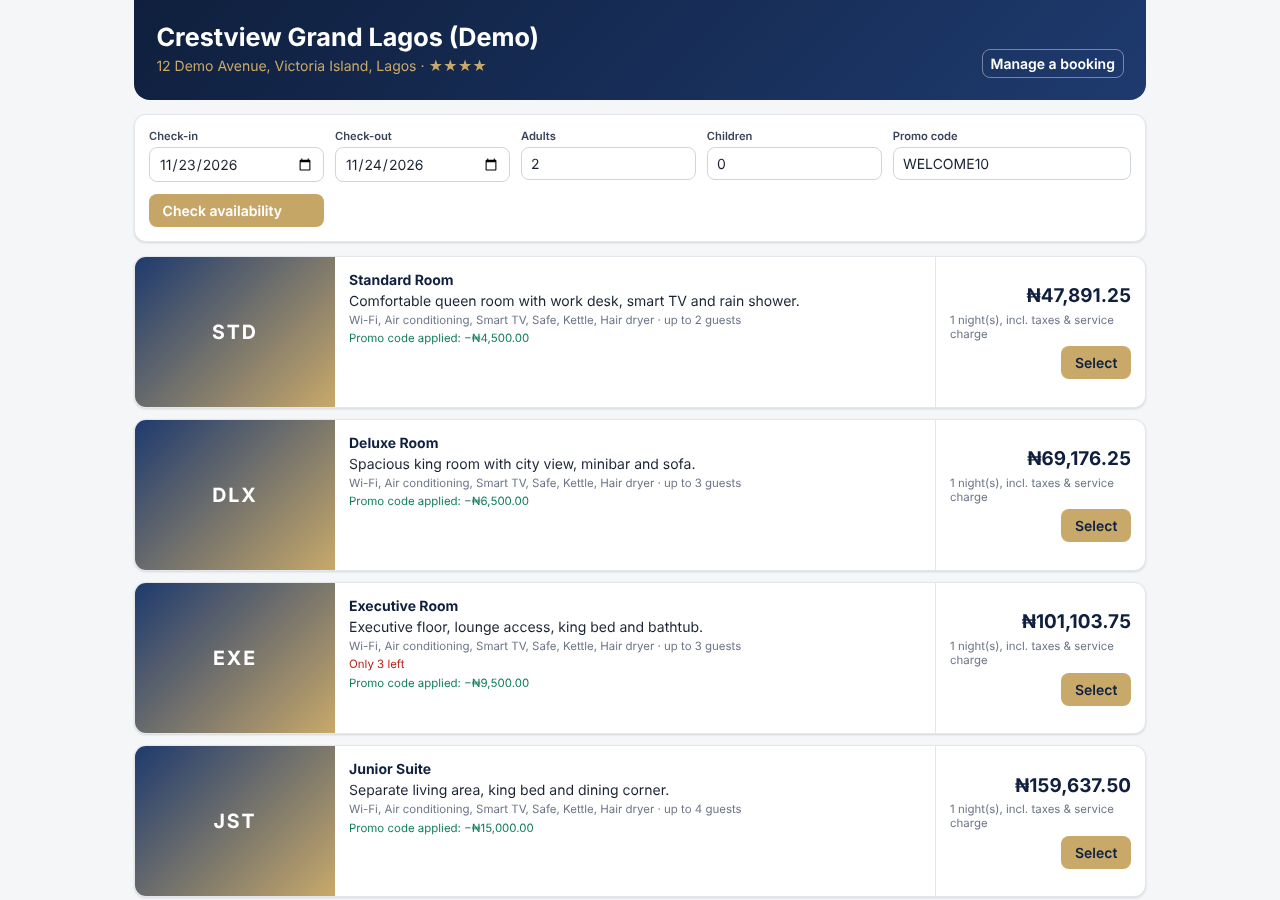 Crestview Grand Lagos (Demo)
12 Demo Avenue, Victoria Island, Lagos · ★★★★
Manage a booking
Check-in
Check-out
Adults
Children
Promo code
11/23/2026
11/24/2026
2
0
WELCOME10
Check availability
STD
Standard Room
Comfortable queen room with work desk, smart TV and rain shower.
Wi-Fi, Air conditioning, Smart TV, Safe, Kettle, Hair dryer · up to 2 guests
Promo code applied: −₦4,500.00
₦47,891.25
1 night(s), incl. taxes & service
charge
Select
DLX
Deluxe Room
Spacious king room with city view, minibar and sofa.
Wi-Fi, Air conditioning, Smart TV, Safe, Kettle, Hair dryer · up to 3 guests
Promo code applied: −₦6,500.00
₦69,176.25
1 night(s), incl. taxes & service
charge
Select
EXE
Executive Room
Executive floor, lounge access, king bed and bathtub.
Wi-Fi, Air conditioning, Smart TV, Safe, Kettle, Hair dryer · up to 3 guests
Only 3 left
Promo code applied: −₦9,500.00
₦101,103.75
1 night(s), incl. taxes & service
charge
Select
JST
Junior Suite
Separate living area, king bed and dining corner.
Wi-Fi, Air conditioning, Smart TV, Safe, Kettle, Hair dryer · up to 4 guests
Promo code applied: −₦15,000.00
₦159,637.50
1 night(s), incl. taxes & service
charge
Select